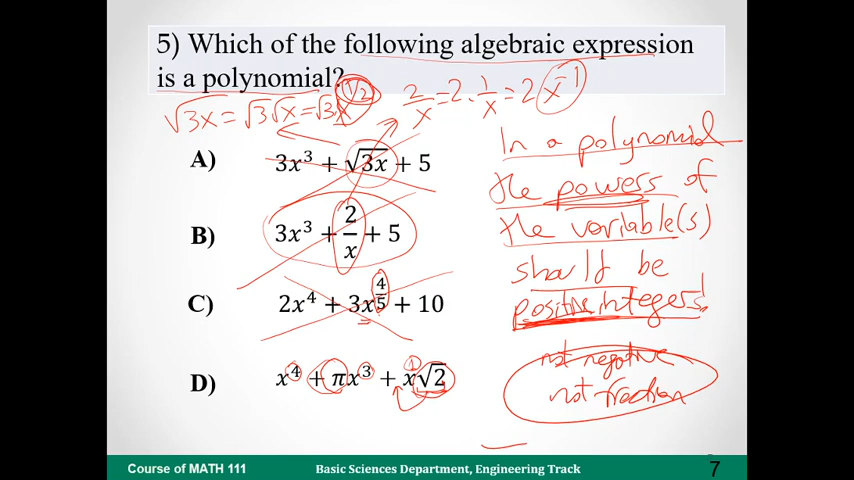 5) Which of the following algebraic expression
is a polynomial?
√3x = √3 √x = √3 x^1/2
2/x = 2 · 1/x = 2 x^-1
A) 3x³ + √3x + 5
B) 3x³ + 2/x + 5
C) 2x⁴ + 3x^4/5 + 10
D) x⁴ + πx³ + x√2
1
In a polynomial
the powers of
the variable(s)
should be
positive integers!
not negative
not fraction
Course of MATH 111
Basic Sciences Department, Engineering Track
7